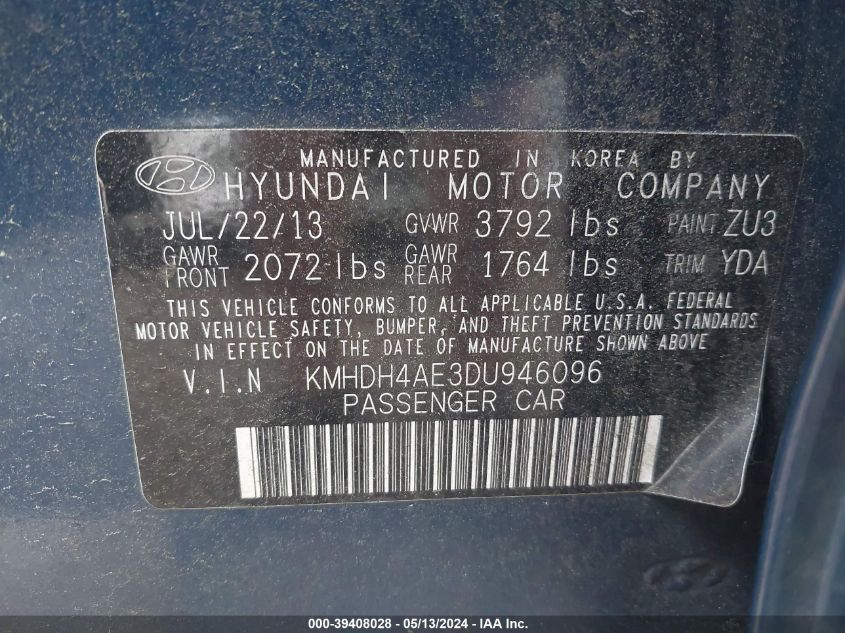 MANUFACTURED IN KOREA BY
HYUNDAI MOTOR COMPANY
JUL/22/13 GVWR 3792 lbs PAINT ZU3
GAWR FRONT 2072 lbs GAWR REAR 1764 lbs TRIM YDA
THIS VEHICLE CONFORMS TO ALL APPLICABLE U.S.A. FEDERAL
MOTOR VEHICLE SAFETY, BUMPER, AND THEFT PREVENTION STANDARDS
IN EFFECT ON THE DATE OF MANUFACTURE SHOWN ABOVE.
V.I.N KMHDH4AE3DU946096
PASSENGER CAR
000-39408028 - 05/13/2024 - IAA Inc.